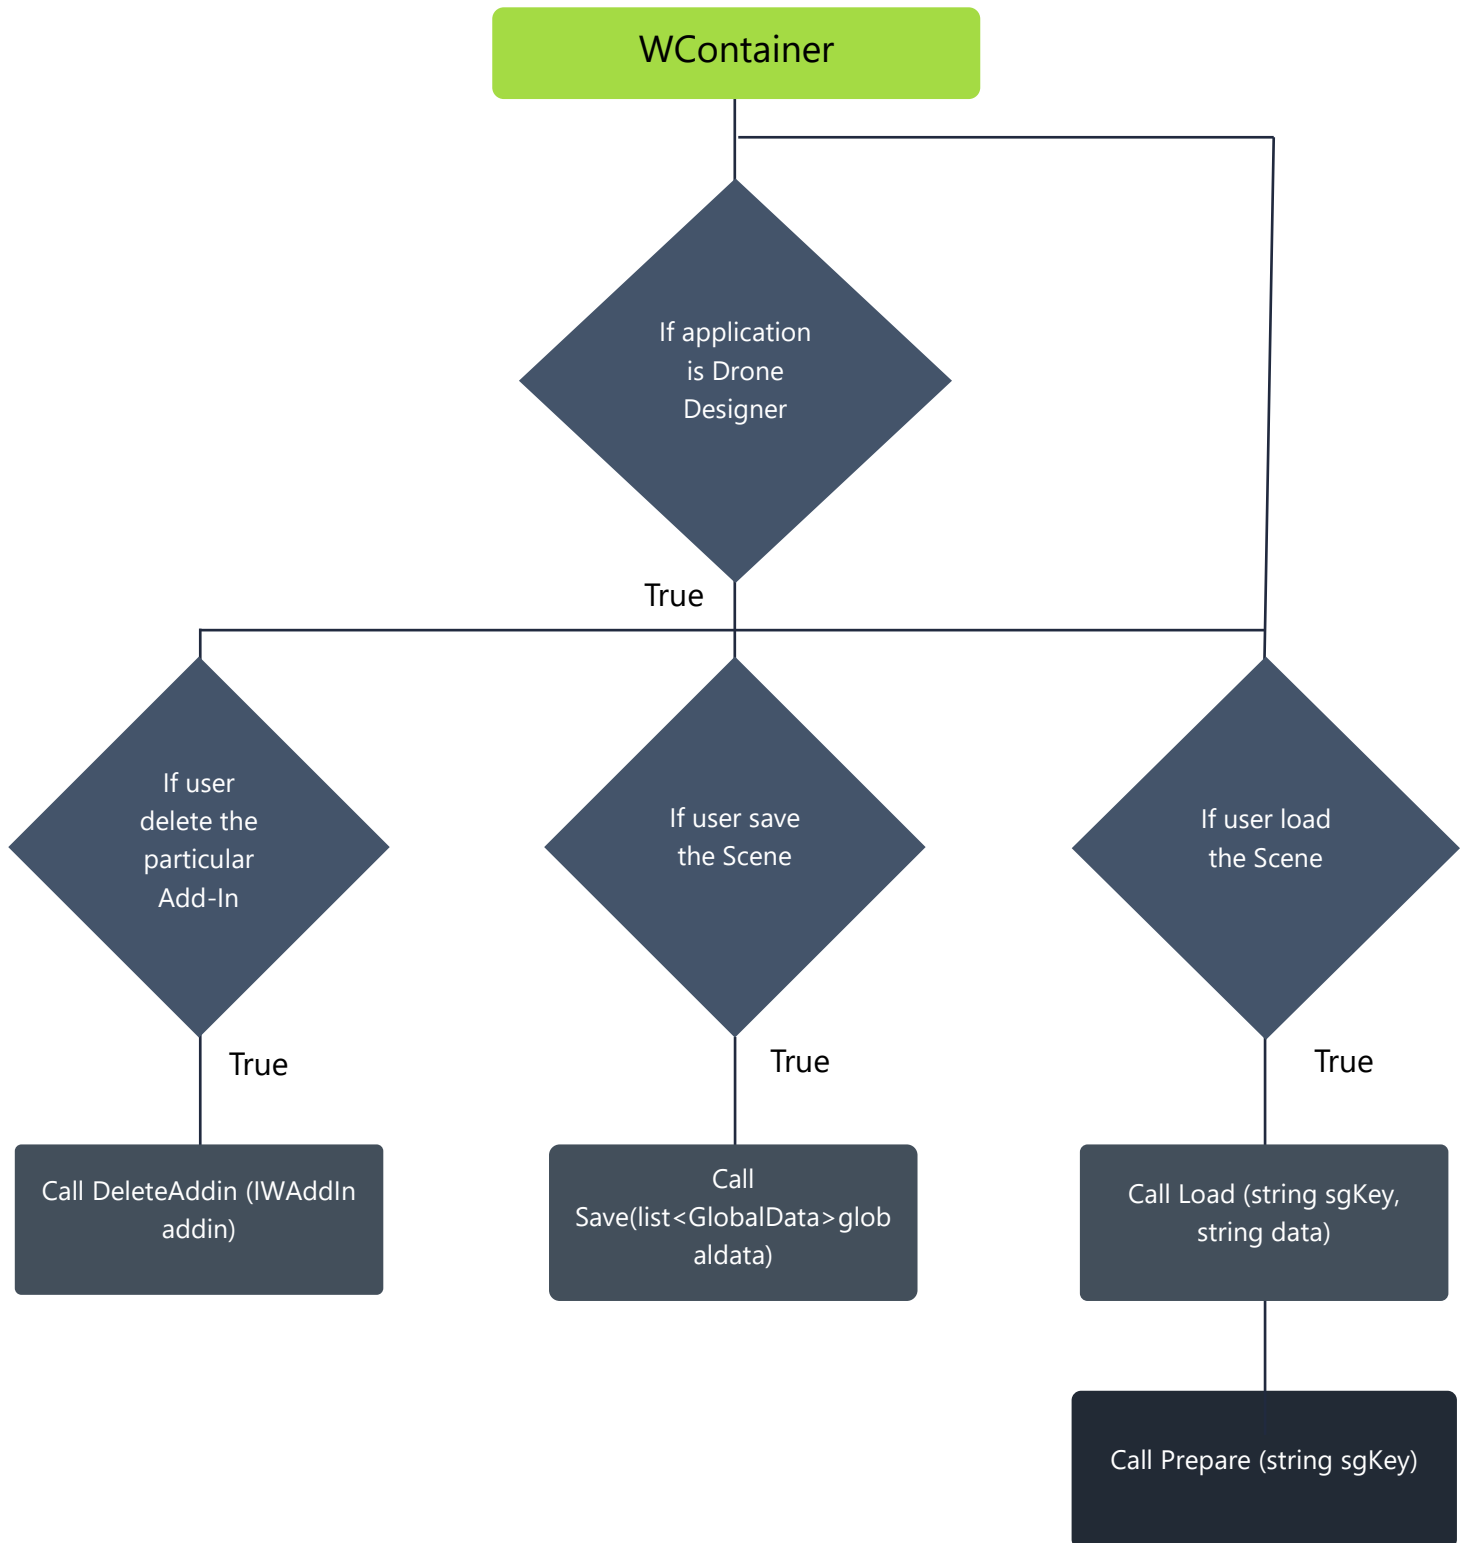 WContainer
If application
is Drone
Designer
True
If user
delete the
particular
Add-In
If user save
the Scene
If user load
the Scene
True
True
True
Call DeleteAddin (IWAddIn
addin)
Call
Save(list<GlobalData>glob
aldata)
Call Load (string sgKey,
string data)
Call Prepare (string sgKey)